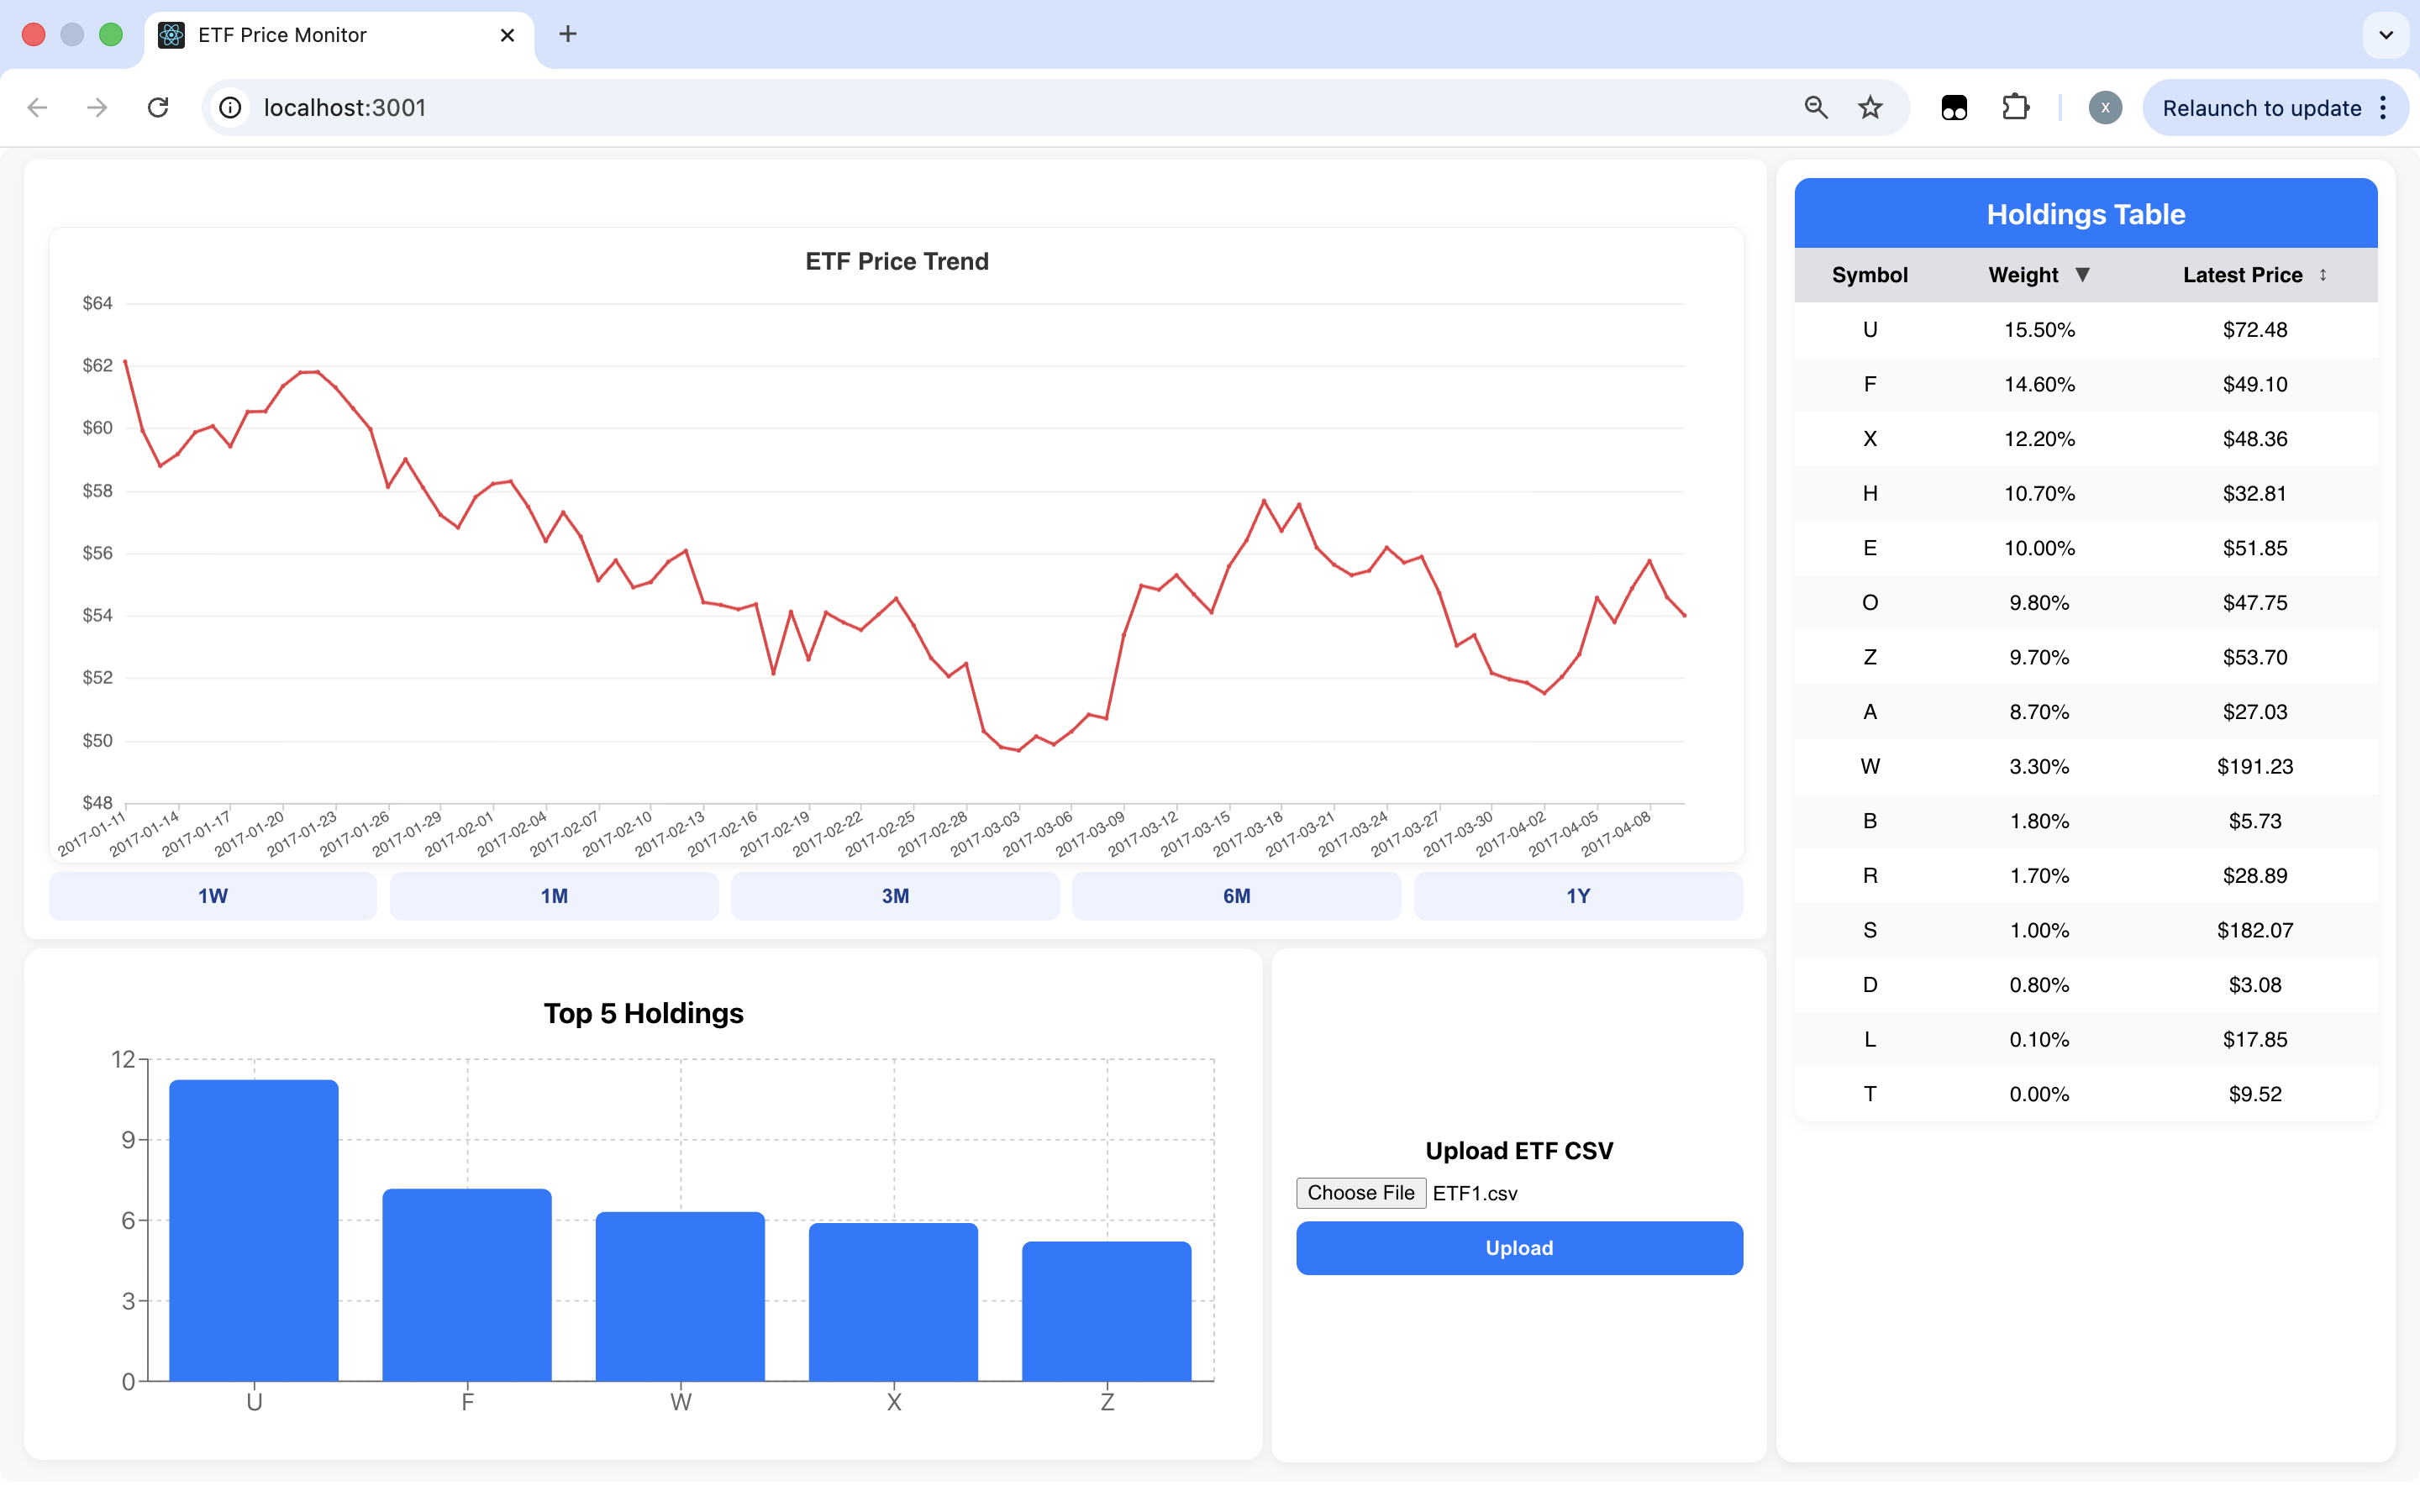 ETF Price Monitor
localhost:3001
x
Relaunch to update
ETF Price Trend
$64
$62
$60
$58
$56
$54
$52
$50
$48
2017-01-11
2017-01-14
2017-01-17
2017-01-20
2017-01-23
2017-01-26
2017-01-29
2017-02-01
2017-02-04
2017-02-07
2017-02-10
2017-02-13
2017-02-16
2017-02-19
2017-02-22
2017-02-25
2017-02-28
2017-03-03
2017-03-06
2017-03-09
2017-03-12
2017-03-15
2017-03-18
2017-03-21
2017-03-24
2017-03-27
2017-03-30
2017-04-02
2017-04-05
2017-04-08
1W 1M 3M 6M 1Y
Top 5 Holdings
12
9
6
3
0
U F W X Z
Upload ETF CSV
Choose File ETF1.csv
Upload
Holdings Table
Symbol Weight ▼ Latest Price ↕
U 15.50% $72.48
F 14.60% $49.10
X 12.20% $48.36
H 10.70% $32.81
E 10.00% $51.85
O 9.80% $47.75
Z 9.70% $53.70
A 8.70% $27.03
W 3.30% $191.23
B 1.80% $5.73
R 1.70% $28.89
S 1.00% $182.07
D 0.80% $3.08
L 0.10% $17.85
T 0.00% $9.52